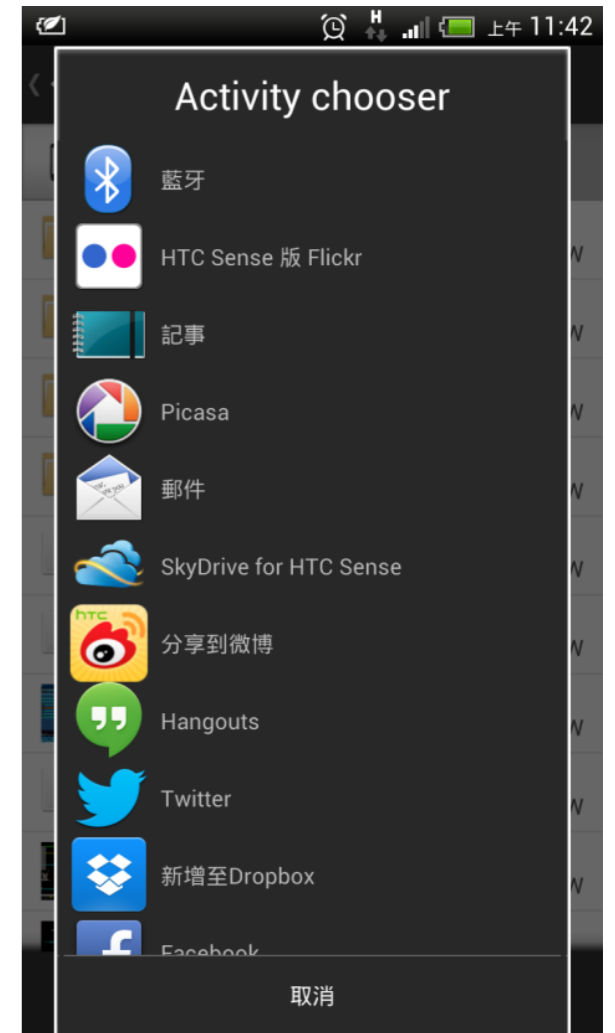 H
上午 11:42
Activity chooser
藍牙
HTC Sense 版 Flickr
記事
Picasa
郵件
SkyDrive for HTC Sense
hTC
分享到微博
Hangouts
Twitter
新增至Dropbox
Facebook
取消